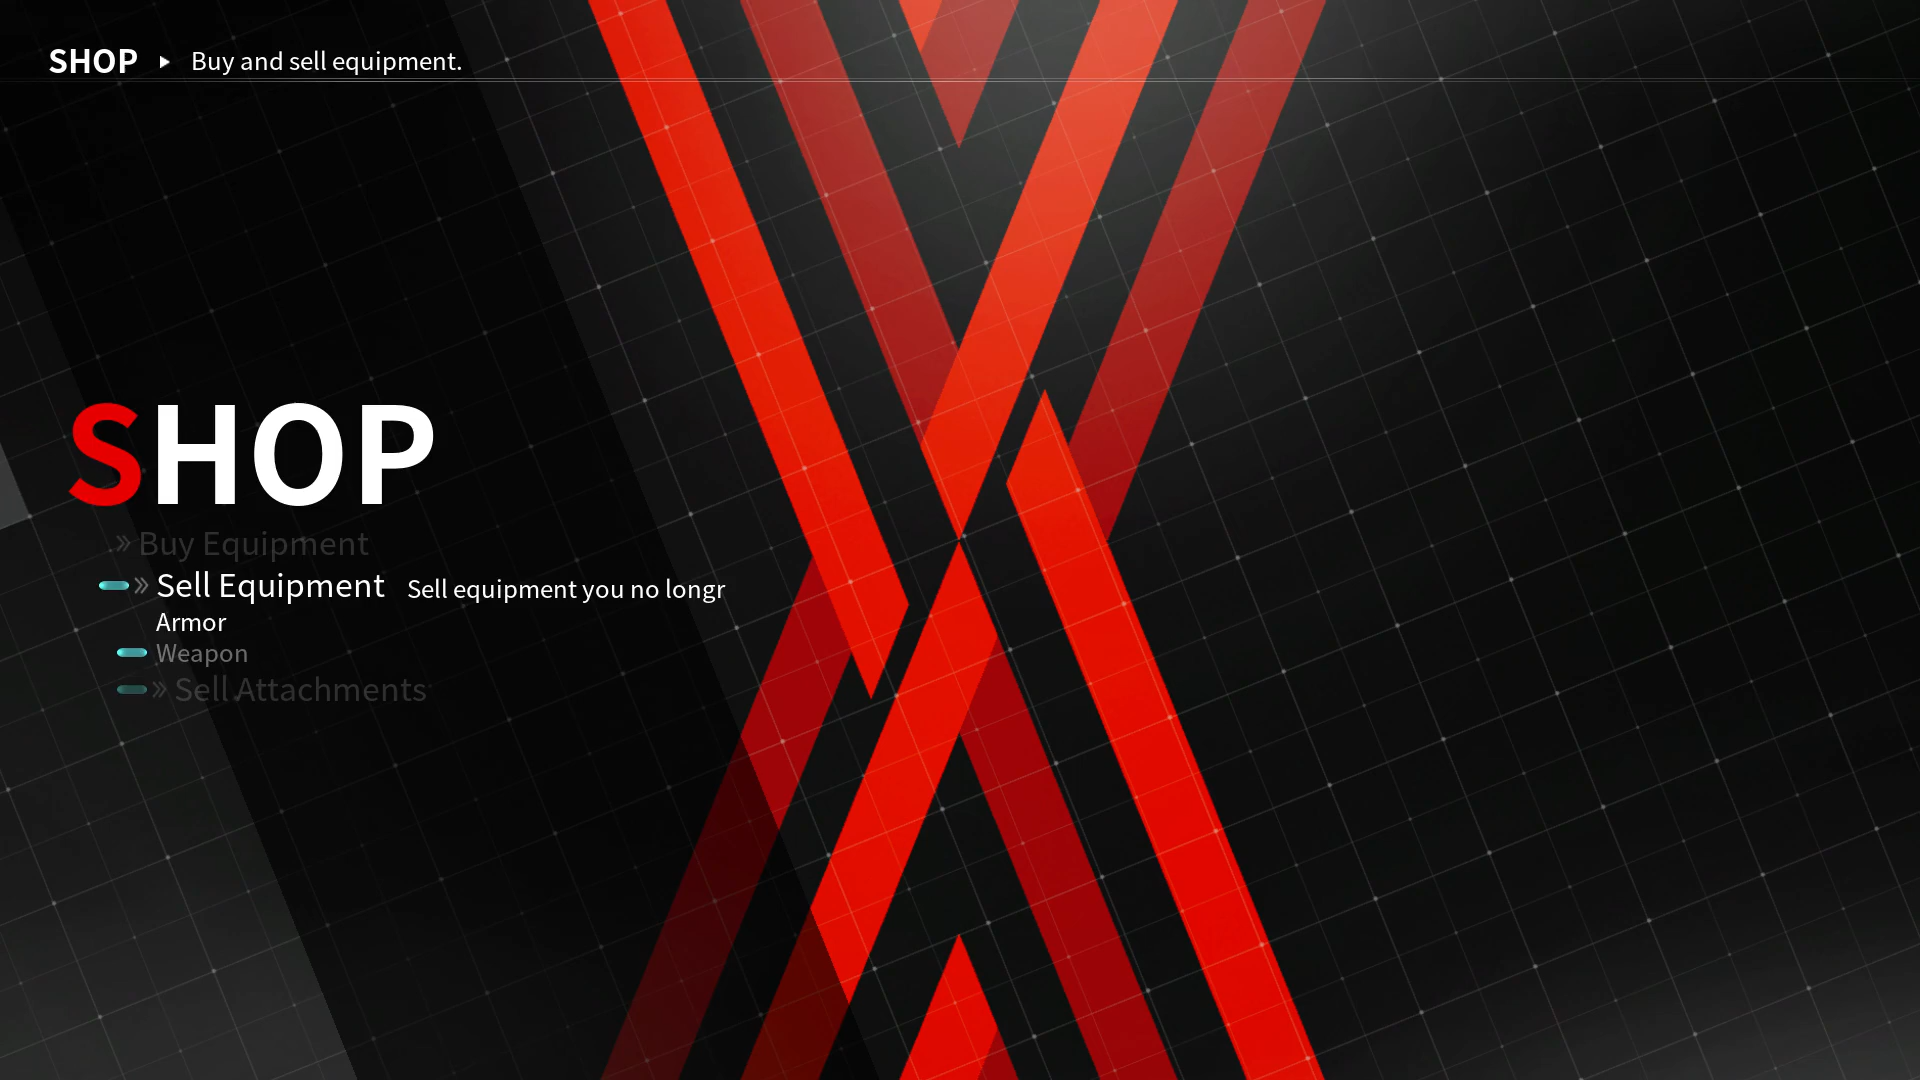 SHOP Buy and sell equipment.
SHOP
Buy Equipment
Sell Equipment Sell equipment you no longr
Armor
Weapon
Sell Attachments